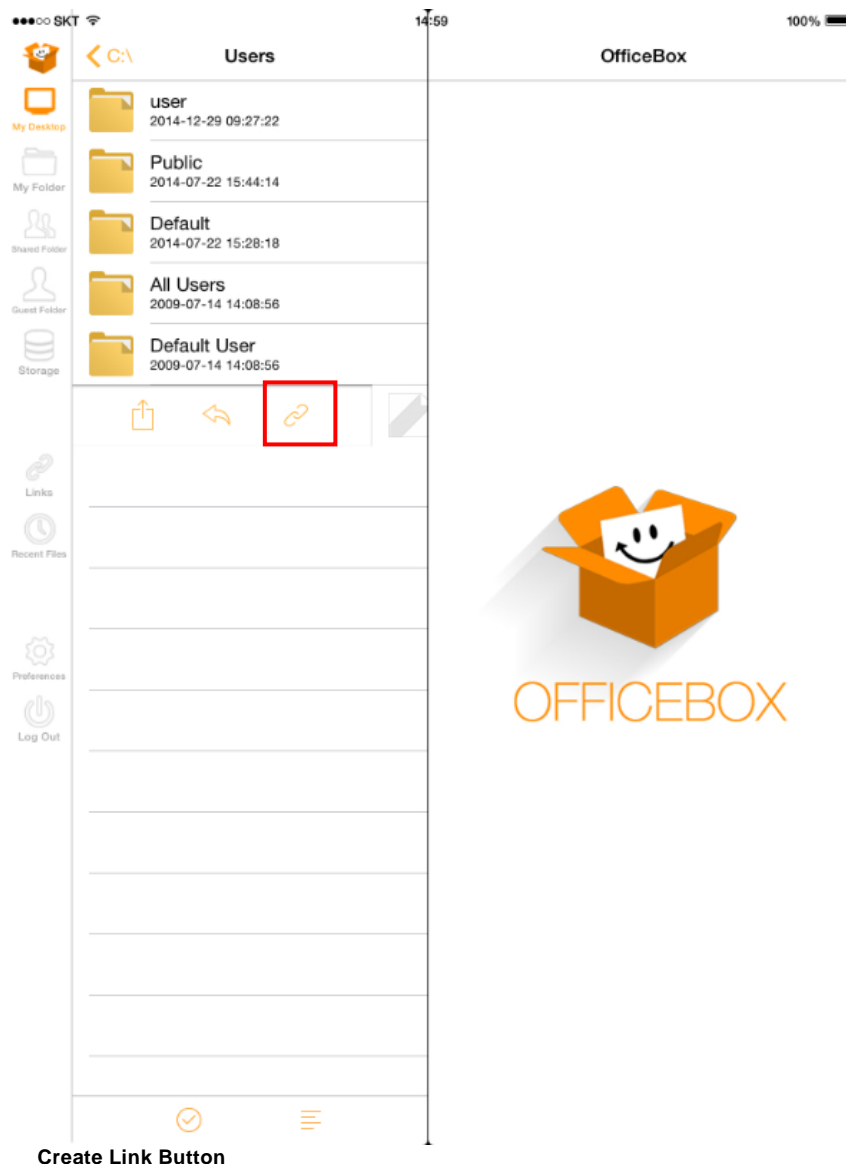 SKT 14:59 100%
C:\ Users OfficeBox
My Desktop
My Folder
Shared Folder
Guest Folder
Storage
Links
Recent Files
Preferences
Log Out
user
2014-12-29 09:27:22
Public
2014-07-22 15:44:14
Default
2014-07-22 15:28:18
All Users
2009-07-14 14:08:56
Default User
2009-07-14 14:08:56
OFFICEBOX
Create Link Button